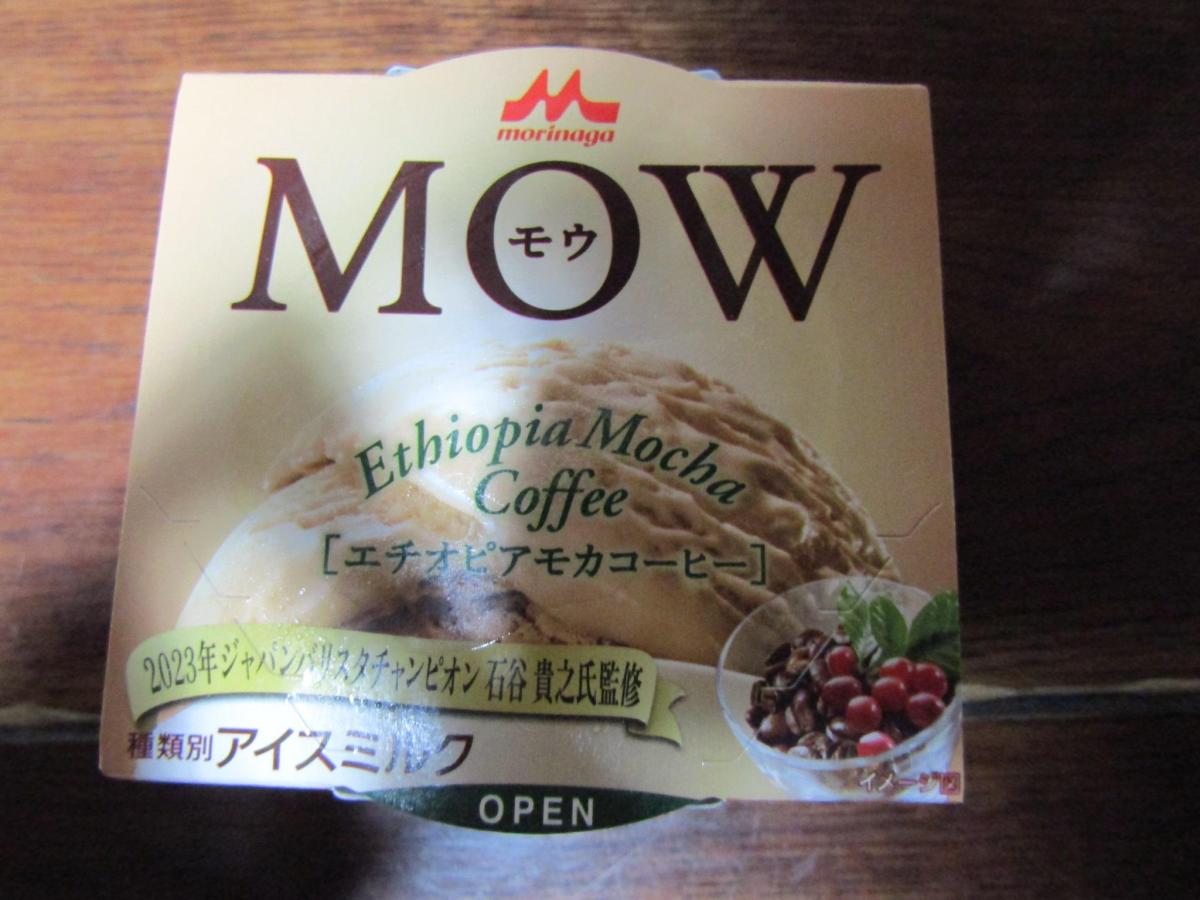 morinaga
MOW
モウ
Ethiopia Mocha
Coffee
[エチオピアモカコーヒー]
2023年ジャパンバリスタチャンピオン 石谷 貴之氏監修
種類別アイスミルク
イメージ図
OPEN